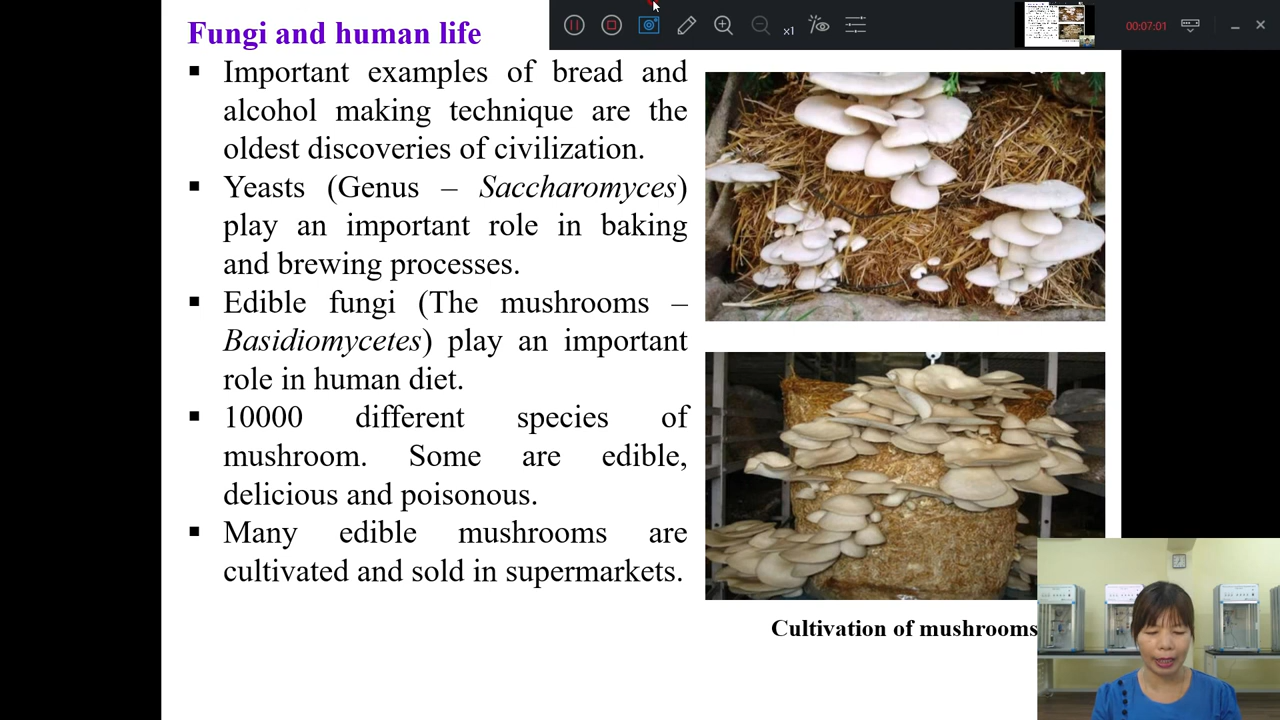 Fungi and human life
x1
00:07:01
▪ Important examples of bread and
alcohol making technique are the
oldest discoveries of civilization.
▪ Yeasts (Genus – Saccharomyces)
play an important role in baking
and brewing processes.
▪ Edible fungi (The mushrooms –
Basidiomycetes) play an important
role in human diet.
▪ 10000 different species of
mushroom. Some are edible,
delicious and poisonous.
▪ Many edible mushrooms are
cultivated and sold in supermarkets.
Cultivation of mushrooms